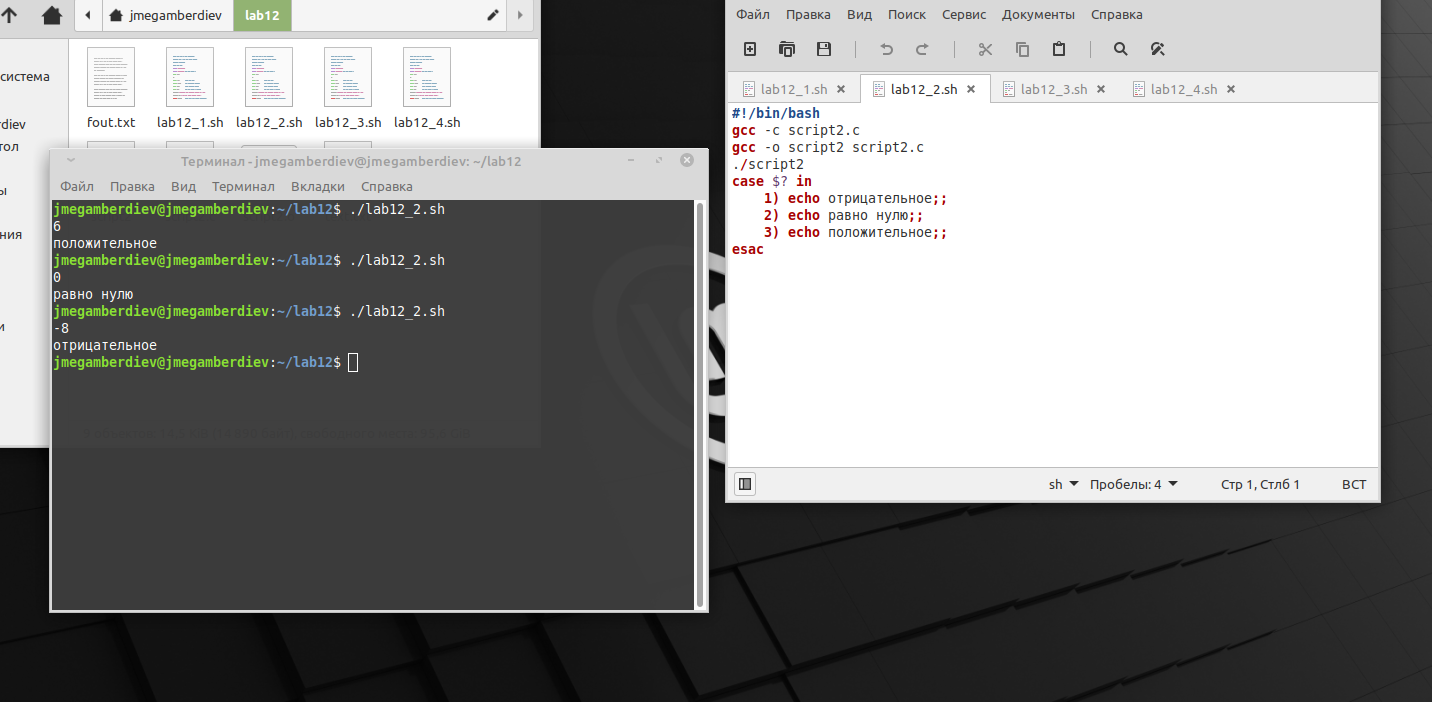 jmegamberdiev
lab12
система
rdiev
тол
ы
ния
и
fout.txt
lab12_1.sh
lab12_2.sh
lab12_3.sh
lab12_4.sh
Терминал - jmegamberdiev@jmegamberdiev: ~/lab12
Файл Правка Вид Терминал Вкладки Справка
jmegamberdiev@jmegamberdiev:~/lab12$ ./lab12_2.sh
6
положительное
jmegamberdiev@jmegamberdiev:~/lab12$ ./lab12_2.sh
0
равно нулю
jmegamberdiev@jmegamberdiev:~/lab12$ ./lab12_2.sh
-8
отрицательное
jmegamberdiev@jmegamberdiev:~/lab12$
Файл Правка Вид Поиск Сервис Документы Справка
lab12_1.sh lab12_2.sh lab12_3.sh lab12_4.sh
#!/bin/bash
gcc -c script2.c
gcc -o script2 script2.c
./script2
case $? in
    1) echo отрицательное;;
    2) echo равно нулю;;
    3) echo положительное;;
esac
sh Пробелы: 4 Стр 1, Стлб 1 ВСТ